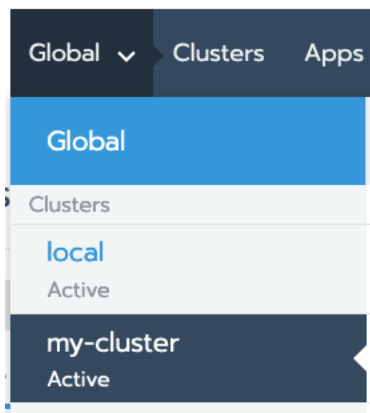 Global Clusters Apps
Global
Clusters
local
Active
my-cluster
Active